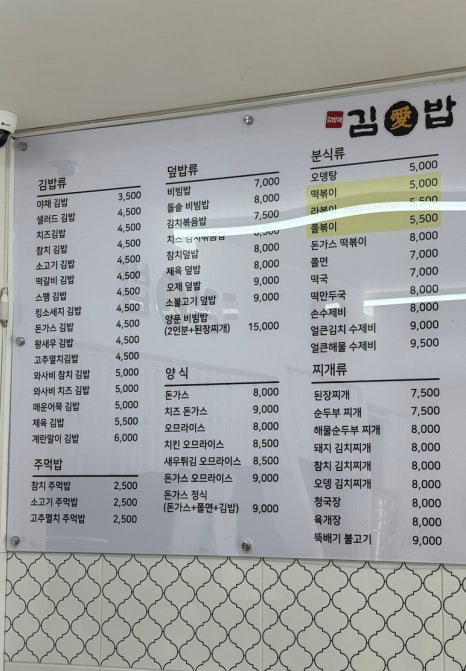 김밥애
김愛밥
김밥류
야채 김밥 3,500
샐러드 김밥 4,500
치즈김밥 4,500
참치 김밥 4,500
소고기 김밥 4,500
떡갈비 김밥 4,500
스팸 김밥 4,500
킹소세지 김밥 4,500
돈가스 김밥 4,500
왕새우 김밥 4,500
고추멸치김밥 4,500
와사비 참치 김밥 5,000
와사비 치즈 김밥 5,000
매운어묵 김밥 5,000
제육 김밥 5,500
계란말이 김밥 6,000
주먹밥
참치 주먹밥 2,500
소고기 주먹밥 2,500
고추멸치 주먹밥 2,500
덮밥류
비빔밥 7,000
돌솥 비빔밥 8,000
김치볶음밥 7,500
치즈 김치볶음밥 8,500
참치덮밥 8,000
제육 덮밥 8,000
오제 덮밥 9,000
소불고기 덮밥 9,000
양푼 비빔밥
(2인분+된장찌개) 15,000
양 식
돈가스 8,000
치즈 돈가스 9,000
오므라이스 8,000
치킨 오므라이스 8,500
새우튀김 오므라이스 8,500
돈가스 오므라이스 9,000
돈가스 정식
(돈가스+쫄면+김밥) 9,000
분식류
오뎅탕 5,000
떡볶이 5,000
라볶이 5,500
쫄볶이 5,500
돈가스 떡볶이 8,000
쫄면 7,000
떡국 7,000
떡만두국 8,000
손수제비 8,000
얼큰김치 수제비 9,000
얼큰해물 수제비 9,500
찌개류
된장찌개 7,500
순두부 찌개 7,500
해물순두부 찌개 8,000
돼지 김치찌개 8,000
참치 김치찌개 8,000
오뎅 김치찌개 8,000
청국장 8,000
육개장 8,000
뚝배기 불고기 9,000